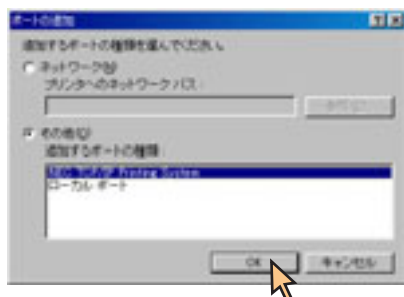 ポートの追加
追加するポートの種類を選んでください。
ネットワーク(N)
プリンタへのネットワーク パス:
参照(W)...
その他(O)
追加するポートの種類:
NEC TCP/IP Printing System
ローカル ポート
OK
キャンセル